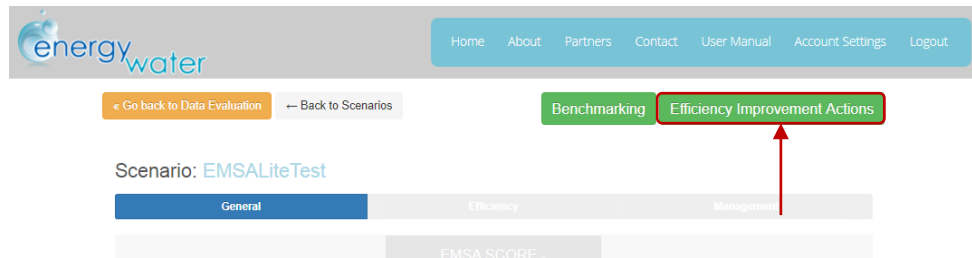 energy
water
Home About Partners Contact User Manual Account Settings Logout
« Go back to Data Evaluation ← Back to Scenarios Benchmarking Efficiency Improvement Actions
Scenario: EMSALiteTest
General Efficiency Management
EMSA SCORE -